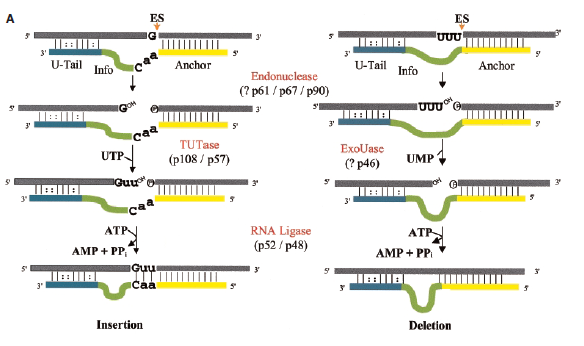 A
ES
5' G 3'
3' 5'
U-Tail Info Caa Anchor
ES
5' UUU 3'
3' 5'
U-Tail Info Anchor
Endonuclease
(? p61 / p67 / p90)
5' G OH P 3'
3' Caa 5'
5' UUU OH P 3'
3' 5'
UTP
TUTase
(p108 / p57)
ExoUase
(? p46)
UMP
5' Guu OH P 3'
3' Caa 5'
5' OH P 3'
3' 5'
ATP
AMP + PPi
RNA Ligase
(p52 / p48)
ATP
AMP + PPi
5' Guu 3'
3' Caa 5'
5' 3'
3' 5'
Insertion
Deletion